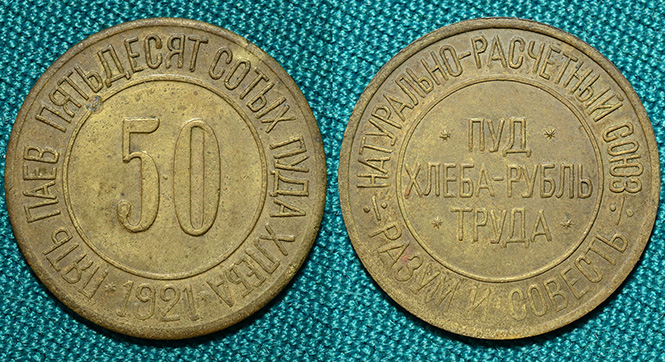 ПЯТЬ ПАЕВ ПЯТЬДЕСЯТ СОТЫХ ПУДА ХЛЕБА
1921
50
НАТУРАЛЬНО-РАСЧЕТНЫЙ СОЮЗ
РАЗУМ И СОВЕСТЬ
ПУД
ХЛЕБА-РУБЛЬ
ТРУДА